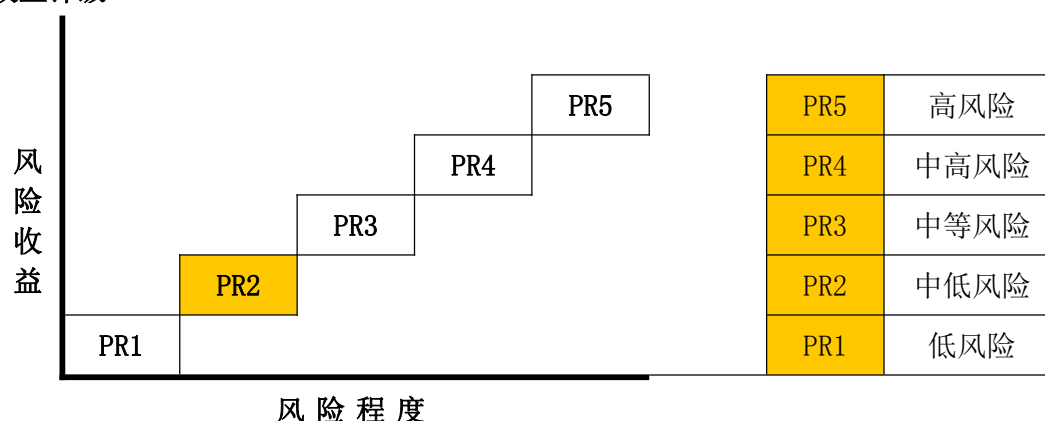 PR5
PR4
PR3
PR2
PR1
风险收益
风险程度
PR5 高风险
PR4 中高风险
PR3 中等风险
PR2 中低风险
PR1 低风险